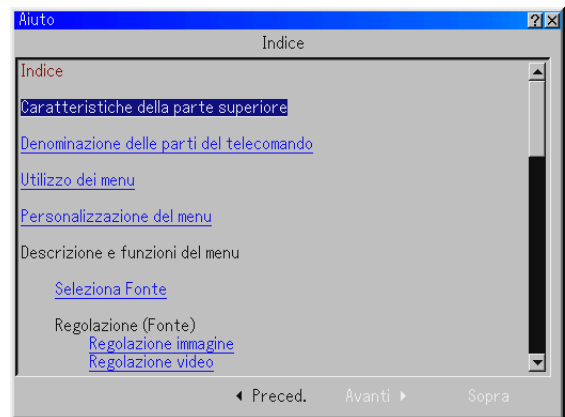 Aiuto
Indice
Indice
Caratteristiche della parte superiore
Denominazione delle parti del telecomando
Utilizzo dei menu
Personalizzazione del menu
Descrizione e funzioni del menu
Seleziona Fonte
Regolazione (Fonte)
Regolazione immagine
Regolazione video
Preced. Avanti Sopra